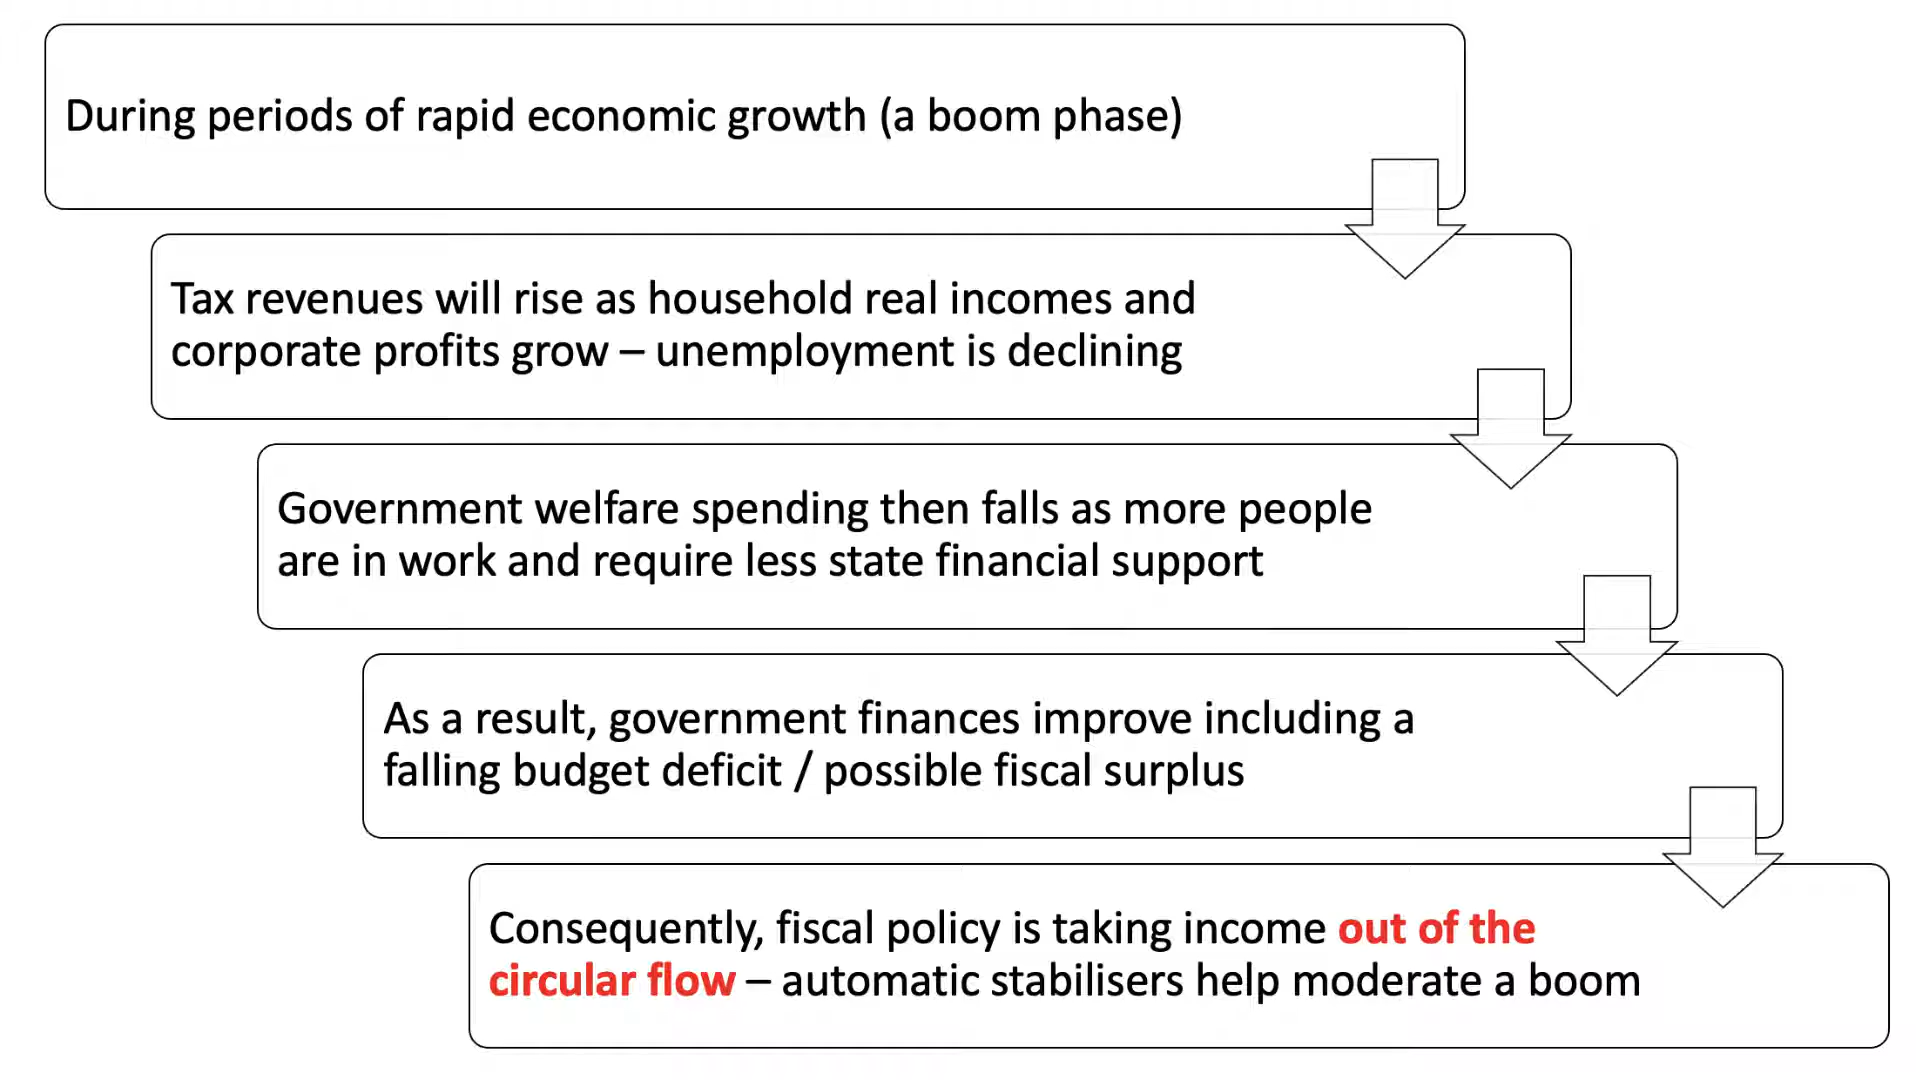 During periods of rapid economic growth (a boom phase)
Tax revenues will rise as household real incomes and
corporate profits grow – unemployment is declining
Government welfare spending then falls as more people
are in work and require less state financial support
As a result, government finances improve including a
falling budget deficit / possible fiscal surplus
Consequently, fiscal policy is taking income out of the
circular flow – automatic stabilisers help moderate a boom